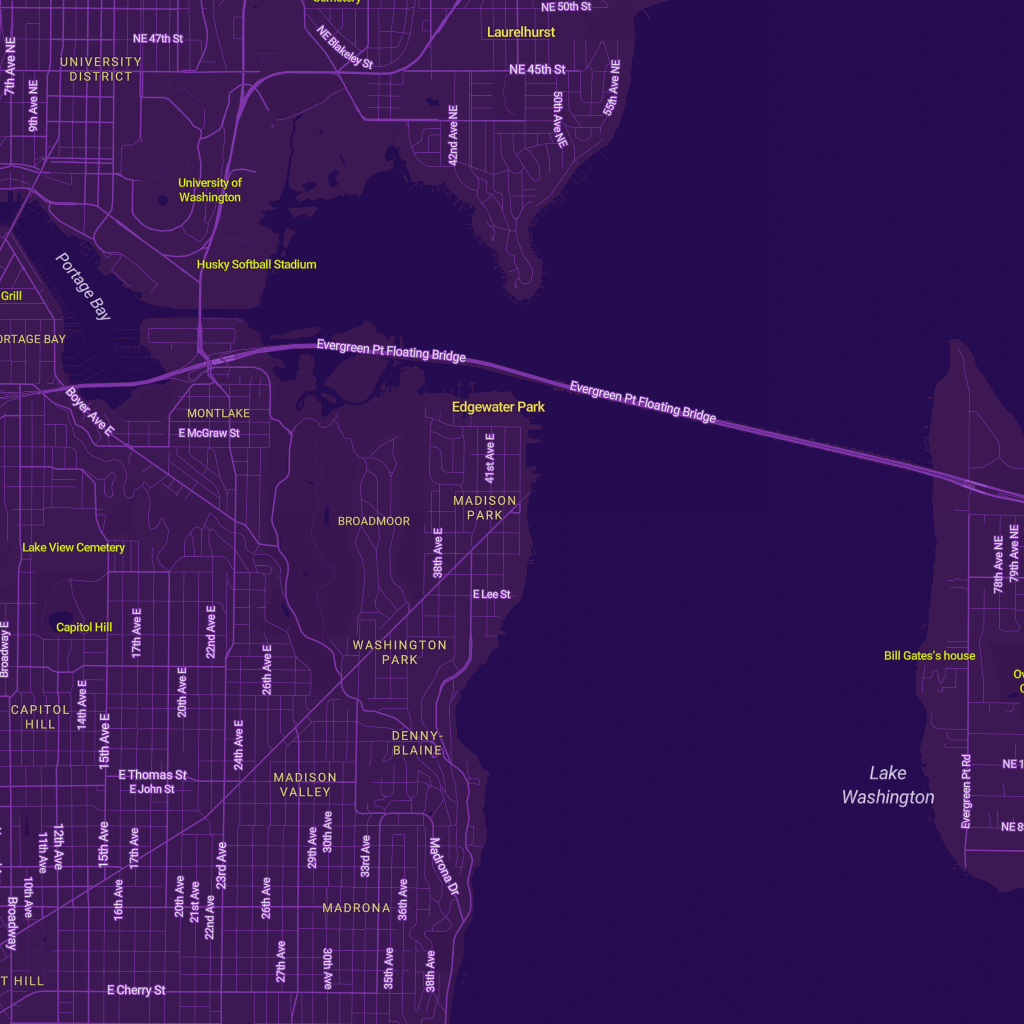 Cemetery
NE 50th St
Laurelhurst
NE Blakeley St
NE 47th St
7th Ave NE
UNIVERSITY
DISTRICT
NE 45th St
55th Ave NE
9th Ave NE
50th Ave NE
42nd Ave NE
University of
Washington
Husky Softball Stadium
Portage Bay
Grill
ORTAGE BAY
Evergreen Pt Floating Bridge
Evergreen Pt Floating Bridge
Boyer Ave E
MONTLAKE
Edgewater Park
E McGraw St
41st Ave E
MADISON
PARK
BROADMOOR
38th Ave E
Lake View Cemetery
78th Ave NE
79th Ave NE
E Lee St
Capitol Hill
17th Ave E
22nd Ave E
Broadway E
WASHINGTON
PARK
Bill Gates's house
26th Ave E
20th Ave E
14th Ave E
Ov
CAPITOL
HILL
15th Ave E
24th Ave E
DENNY-
BLAINE
NE 1
E Thomas St
E John St
MADISON
VALLEY
Lake
Washington
Evergreen Pt Rd
NE 8
12th Ave
11th Ave
15th Ave
17th Ave
29th Ave
30th Ave
33rd Ave
Madrona Dr
23rd Ave
10th Ave
16th Ave
20th Ave
21st Ave
22nd Ave
26th Ave
MADRONA
36th Ave
Broadway
27th Ave
30th Ave
35th Ave
38th Ave
T HILL
E Cherry St